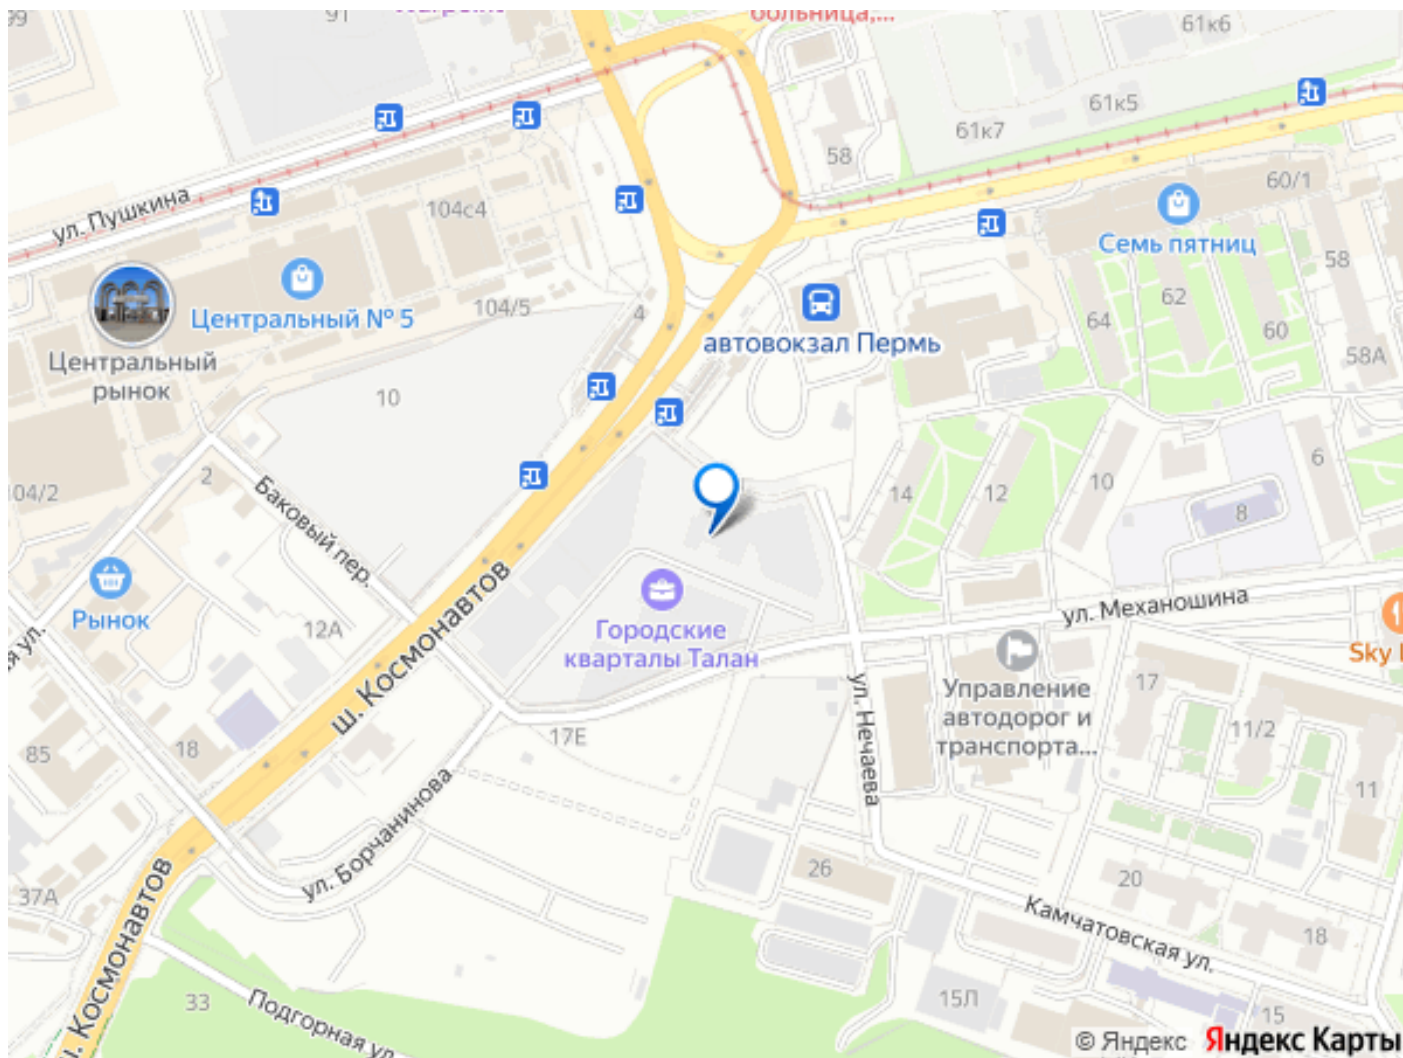 91
больница,...
61к6
61к5
61к7
58
60/1
ул. Пушкина
104с4
Семь пятниц
58
62
64
60
58А
Центральный № 5
104/5
4
автовокзал Пермь
Центральный
рынок
10
2
104/2
Баковый пер.
14
12
10
6
8
Рынок
12А
ш. Космонавтов
Городские
кварталы Талан
ул. Механошина
Sky
Управление
автодорог и
транспорта...
17
11/2
11
ул. Нечаева
17Е
85
18
ул. Борчанинова
26
20
37А
Камчатовская ул.
18
ш. Космонавтов
33
Подгорная ул.
15Л
15
© Яндекс Яндекс Карты